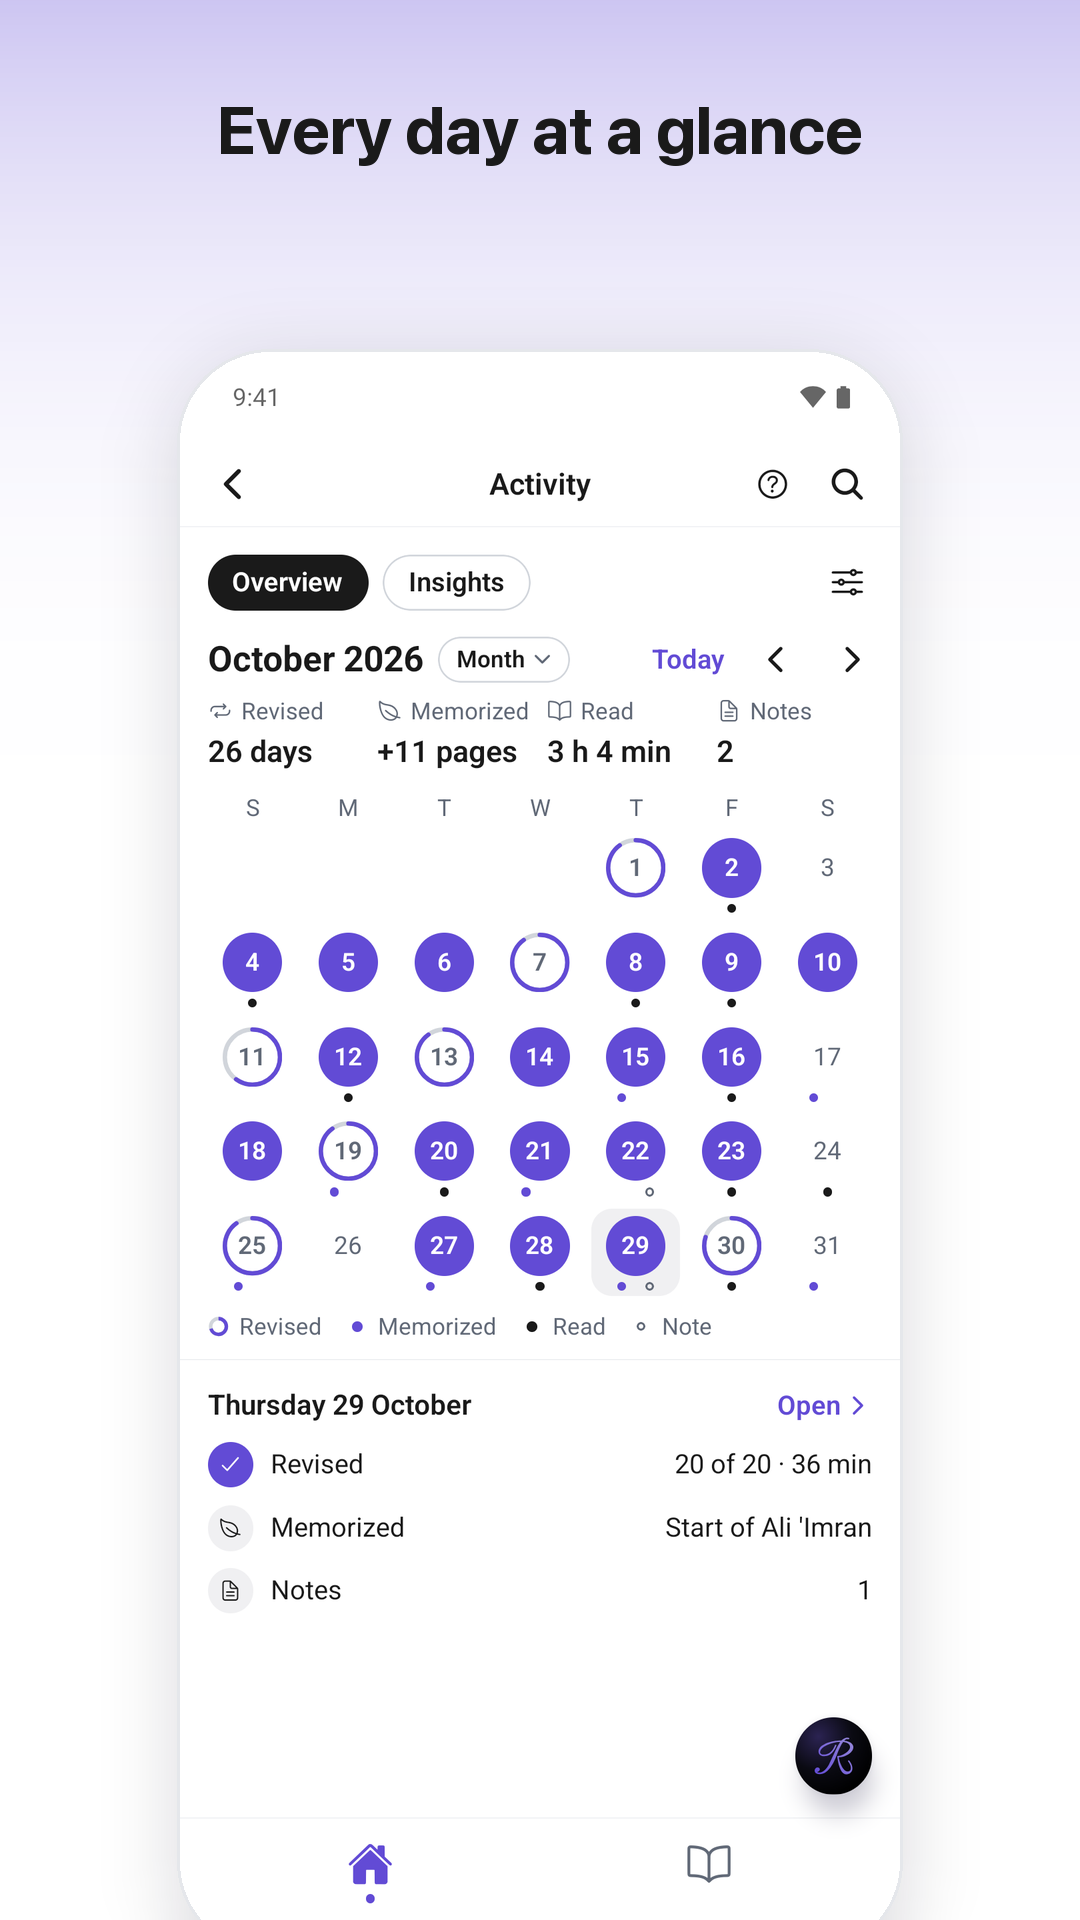 Every day at a glance
9:41
Activity
Overview Insights
October 2026 Month Today
Revised Memorized Read Notes
26 days +11 pages 3 h 4 min 2
S M T W T F S
1 2 3
4 5 6 7 8 9 10
11 12 13 14 15 16 17
18 19 20 21 22 23 24
25 26 27 28 29 30 31
Revised Memorized Read Note
Thursday 29 October Open
Revised 20 of 20 · 36 min
Memorized Start of Ali 'Imran
Notes 1
R